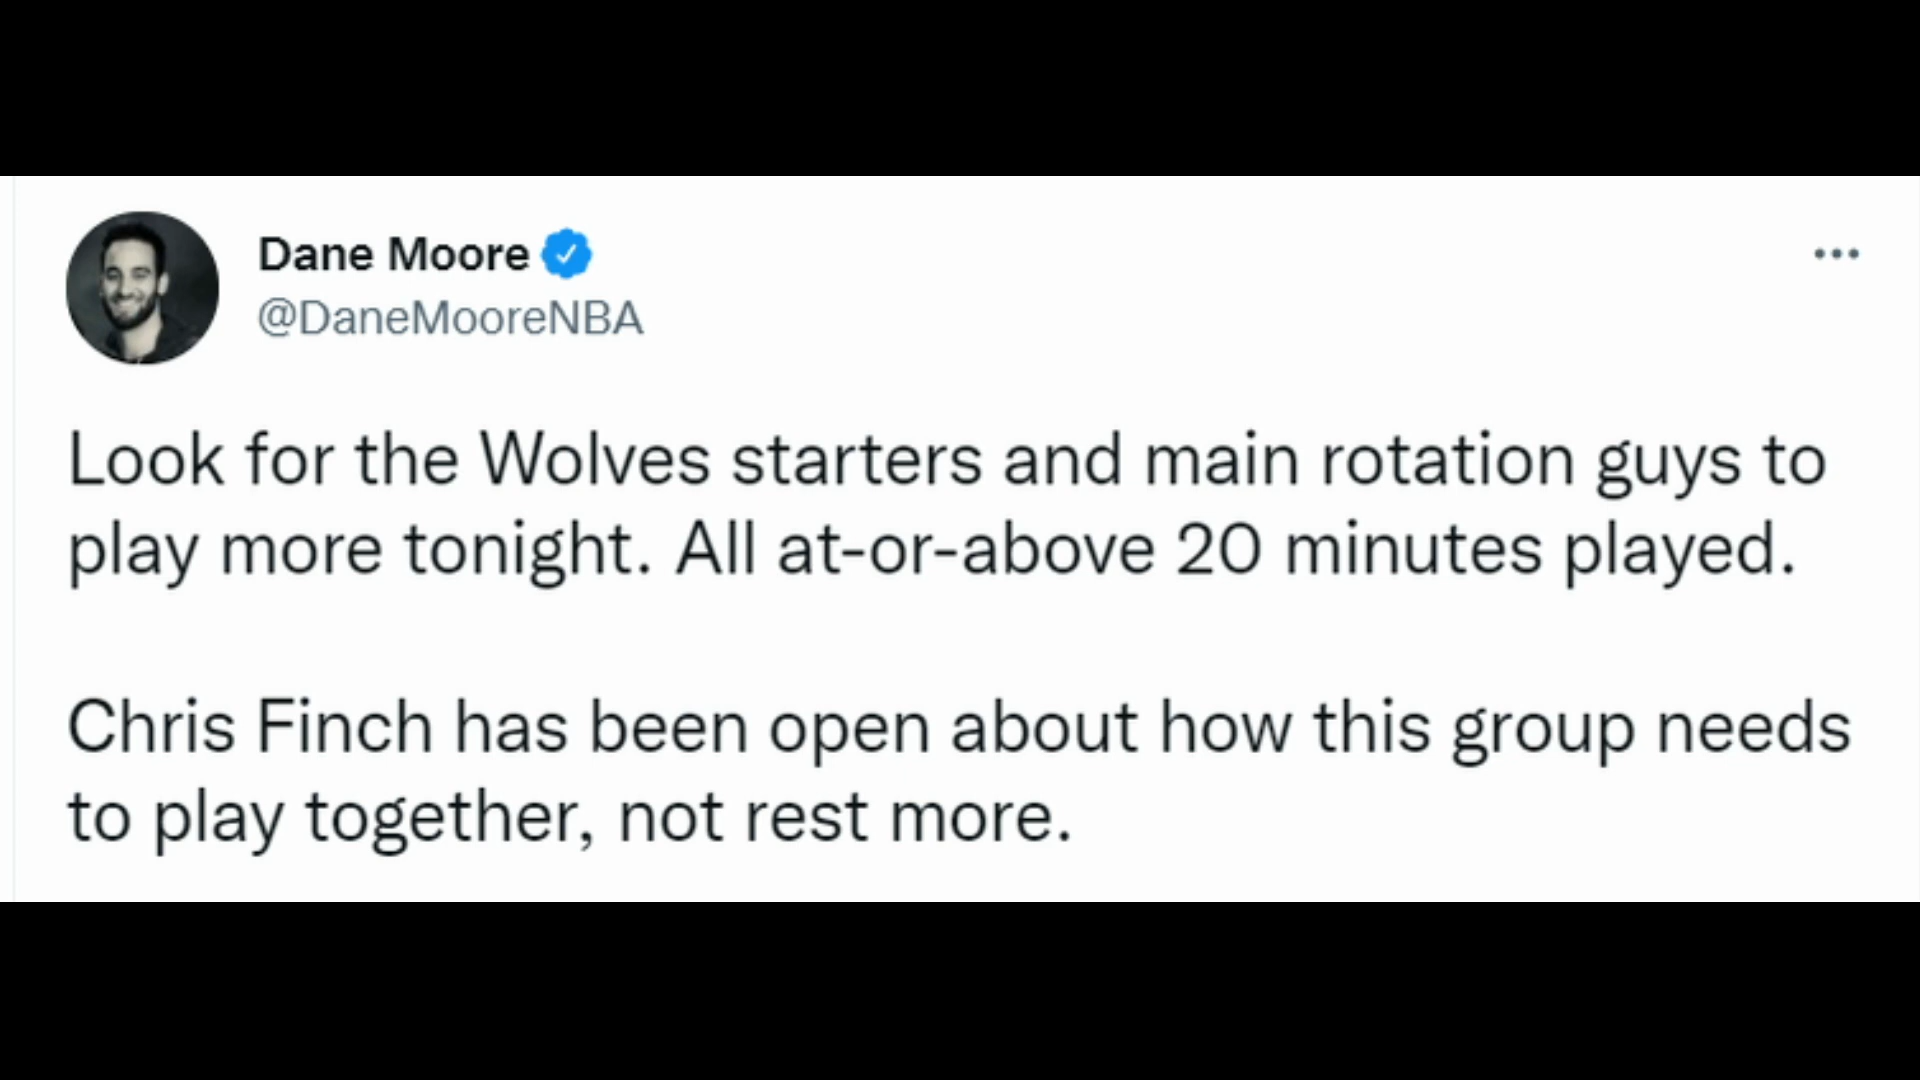 Dane Moore
@DaneMooreNBA
Look for the Wolves starters and main rotation guys to
play more tonight. All at-or-above 20 minutes played.
Chris Finch has been open about how this group needs
to play together, not rest more.